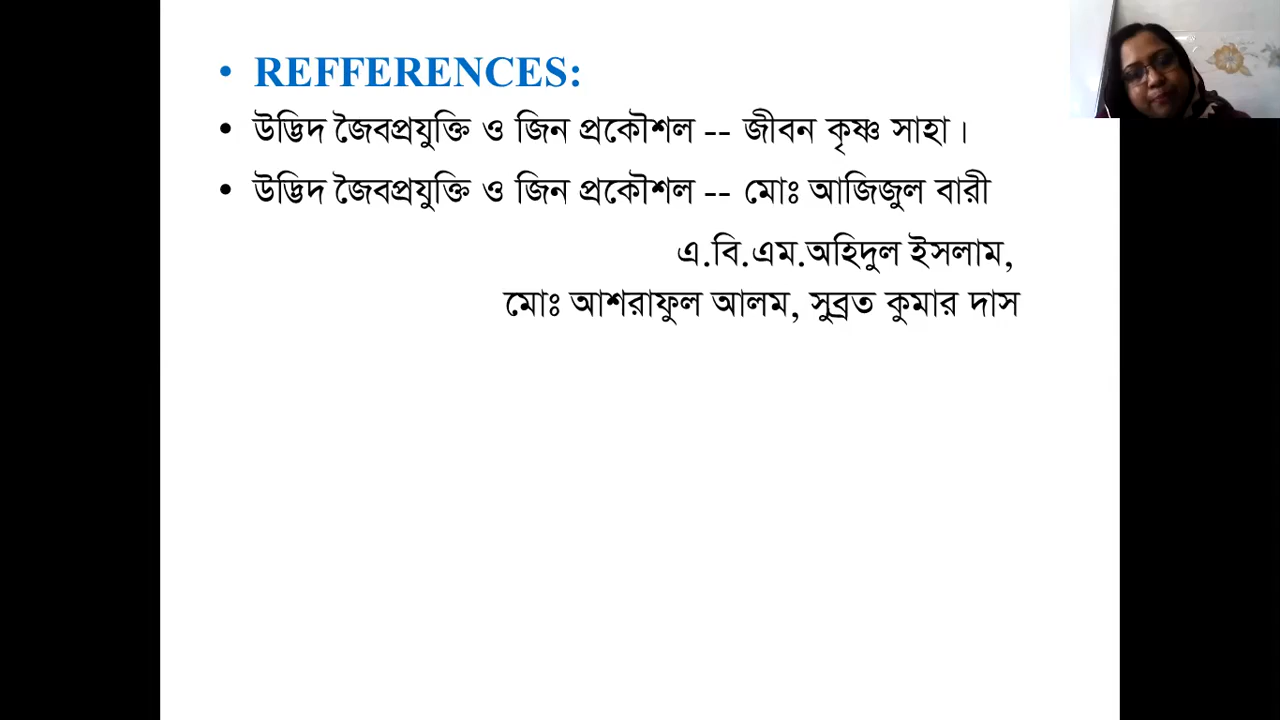 • REFFERENCES:
• উদ্ভিদ জৈবপ্রযুক্তি ও জিন প্রকৌশল -- জীবন কৃষ্ণ সাহা।
• উদ্ভিদ জৈবপ্রযুক্তি ও জিন প্রকৌশল -- মোঃ আজিজুল বারী
এ.বি.এম.অহিদুল ইসলাম,
মোঃ আশরাফুল আলম, সুব্রত কুমার দাস